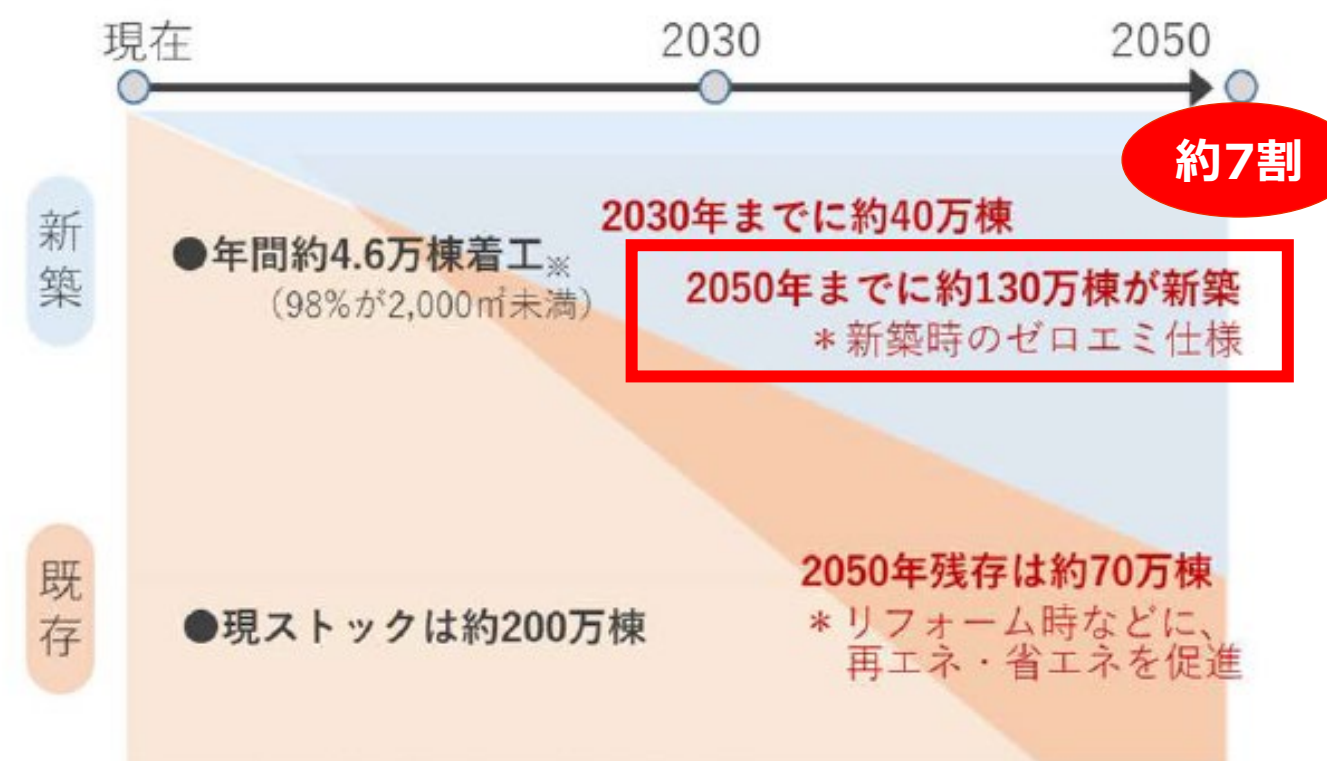 現在
2030
2050
約7割
新築
2030年までに約40万棟
●年間約4.6万棟着工※
（98%が2,000㎡未満）
2050年までに約130万棟が新築
＊新築時のゼロエミ仕様
既存
2050年残存は約70万棟
●現ストックは約200万棟
＊リフォーム時などに、
再エネ・省エネを促進